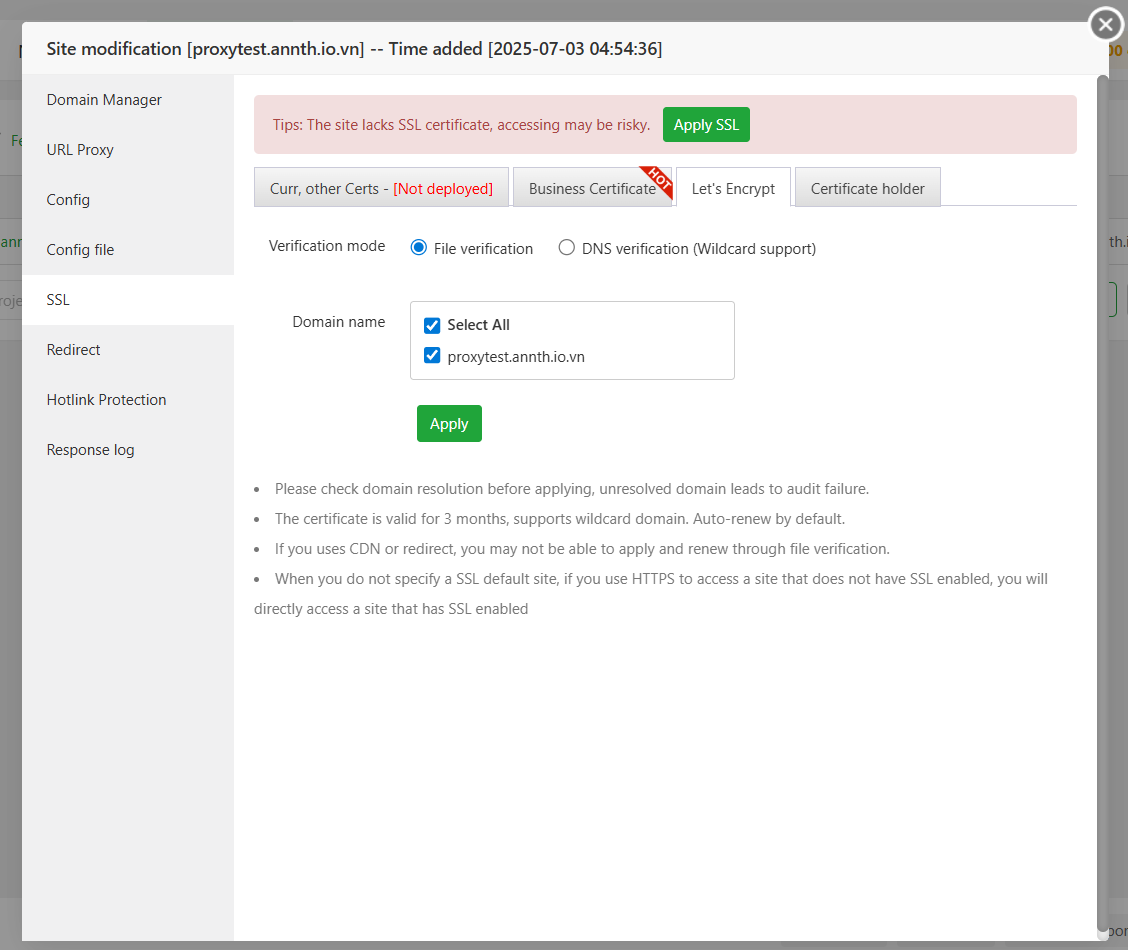 Site modification [proxytest.annth.io.vn] -- Time added [2025-07-03 04:54:36]
Domain Manager
URL Proxy
Config
Config file
SSL
Redirect
Hotlink Protection
Response log
Tips: The site lacks SSL certificate, accessing may be risky. Apply SSL
Curr, other Certs - [Not deployed] Business Certificate HOT Let's Encrypt Certificate holder
Verification mode File verification DNS verification (Wildcard support)
Domain name Select All
proxytest.annth.io.vn
Apply
• Please check domain resolution before applying, unresolved domain leads to audit failure.
• The certificate is valid for 3 months, supports wildcard domain. Auto-renew by default.
• If you uses CDN or redirect, you may not be able to apply and renew through file verification.
• When you do not specify a SSL default site, if you use HTTPS to access a site that does not have SSL enabled, you will
directly access a site that has SSL enabled